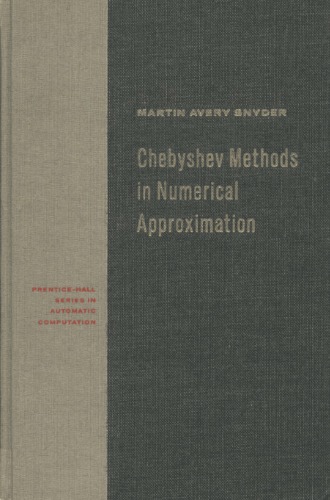 MARTIN AVERY SNYDER
Chebyshev Methods
in Numerical
Approximation
PRENTICE-HALL
SERIES IN
AUTOMATIC
COMPUTATION